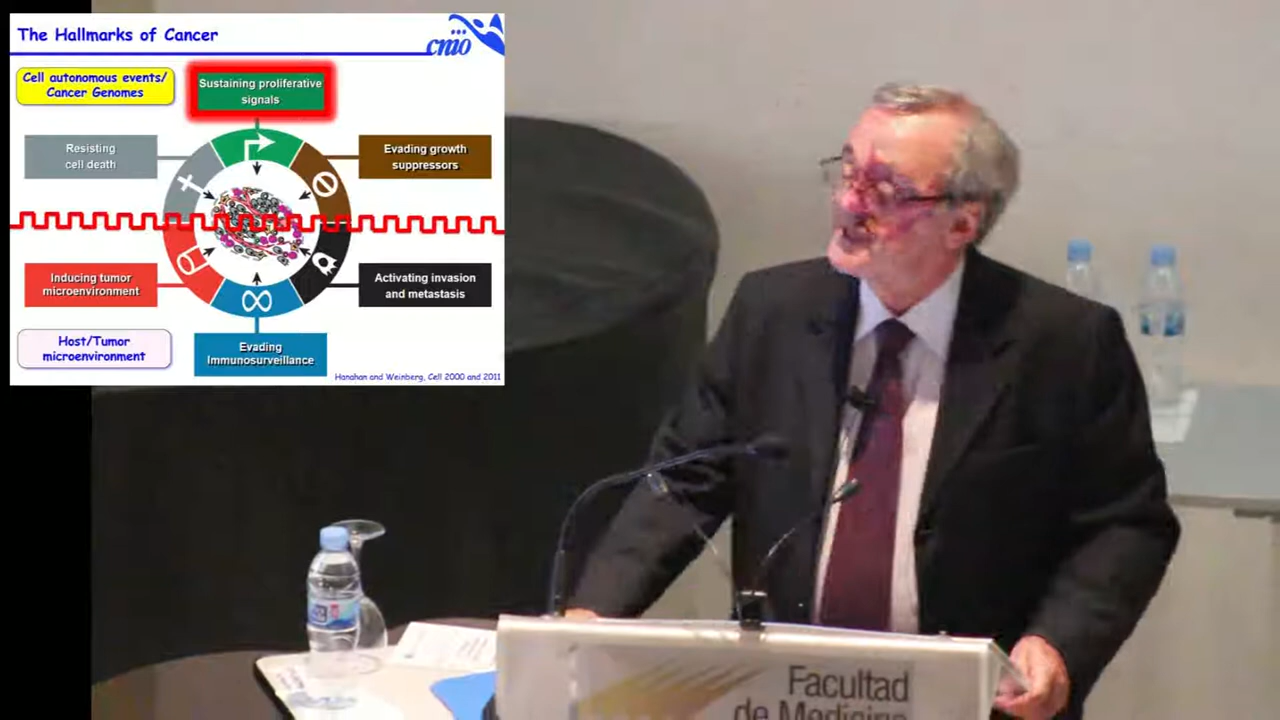 The Hallmarks of Cancer
cnio
Cell autonomous events/
Cancer Genomes
Sustaining proliferative
signals
Resisting
cell death
Evading growth
suppressors
Inducing tumor
microenvironment
Activating invasion
and metastasis
Host/Tumor
microenvironment
Evading
Immunosurveillance
Hanahan and Weinberg, Cell 2000 and 2011
Facultad
de Medicina